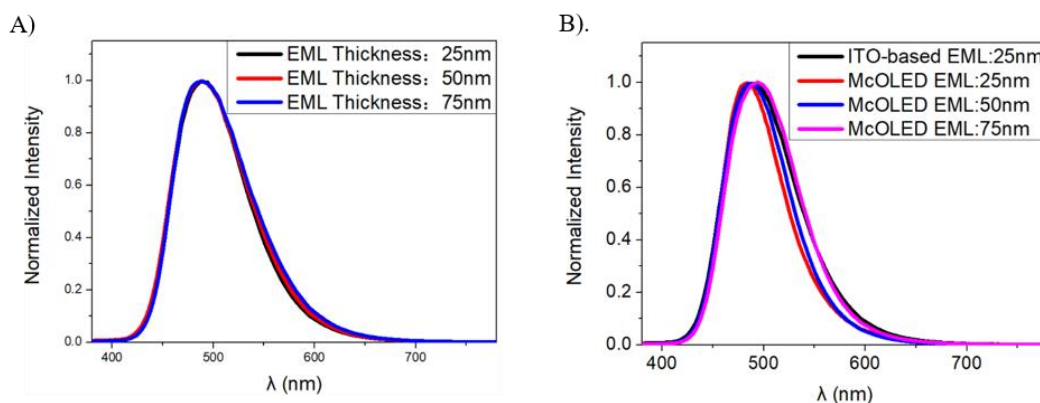 A)
EML Thickness：25nm
EML Thickness：50nm
EML Thickness：75nm
Normalized Intensity
1.0
0.8
0.6
0.4
0.2
0.0
400 500 600 700
λ (nm)
B).
ITO-based EML:25nm
McOLED EML:25nm
McOLED EML:50nm
McOLED EML:75nm
Normalized Intensity
1.0
0.8
0.6
0.4
0.2
0.0
400 500 600 700
λ (nm)